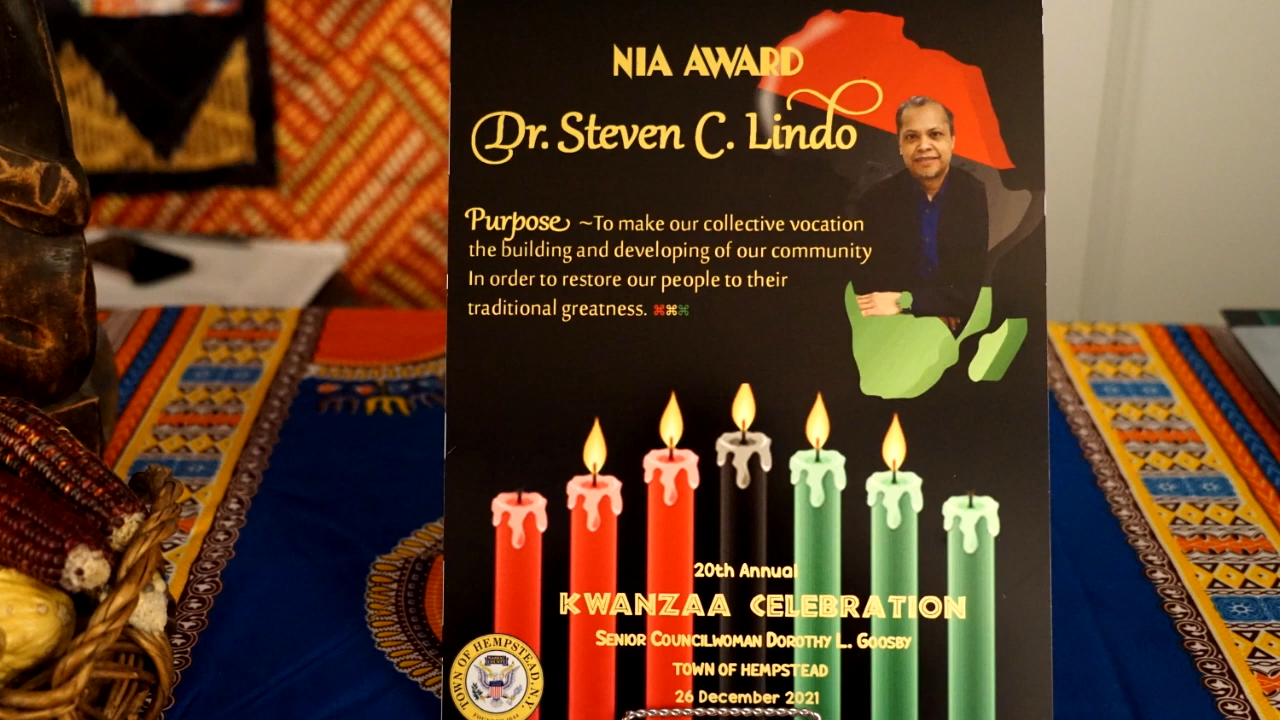 NIA AWARD
Dr. Steven C. Lindo
Purpose ~To make our collective vocation
the building and developing of our community
In order to restore our people to their
traditional greatness.
20th Annual
KWANZAA CELEBRATION
SENIOR COUNCILWOMAN DOROTHY L. GOOSBY
TOWN OF HEMPSTEAD
26 December 2021
TOWN OF HEMPSTEAD, N.Y.